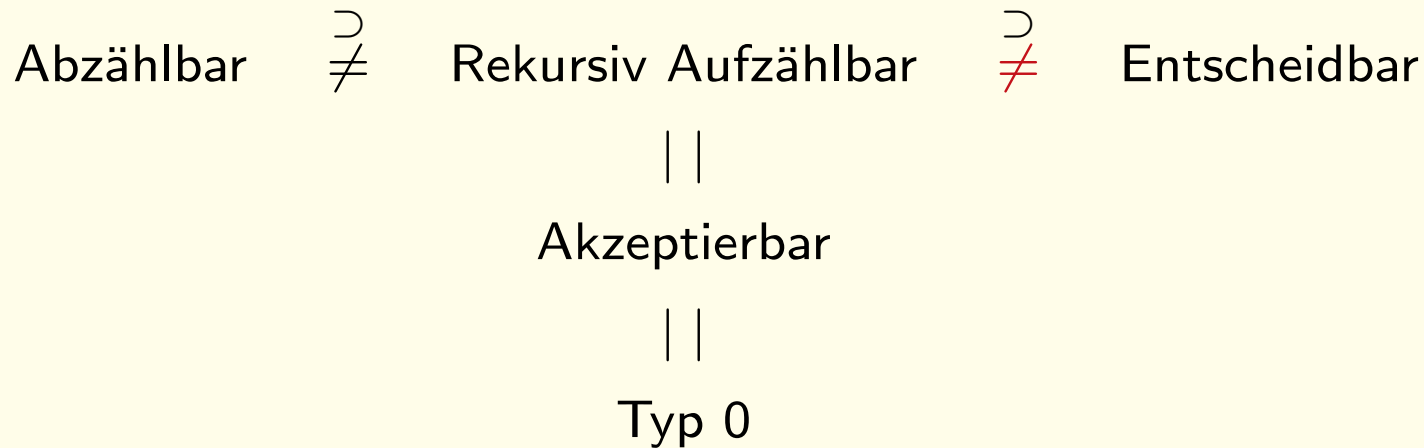 Abzählbar ⊋ Rekursiv Aufzählbar ⊋ Entscheidbar
||
Akzeptierbar
||
Typ 0